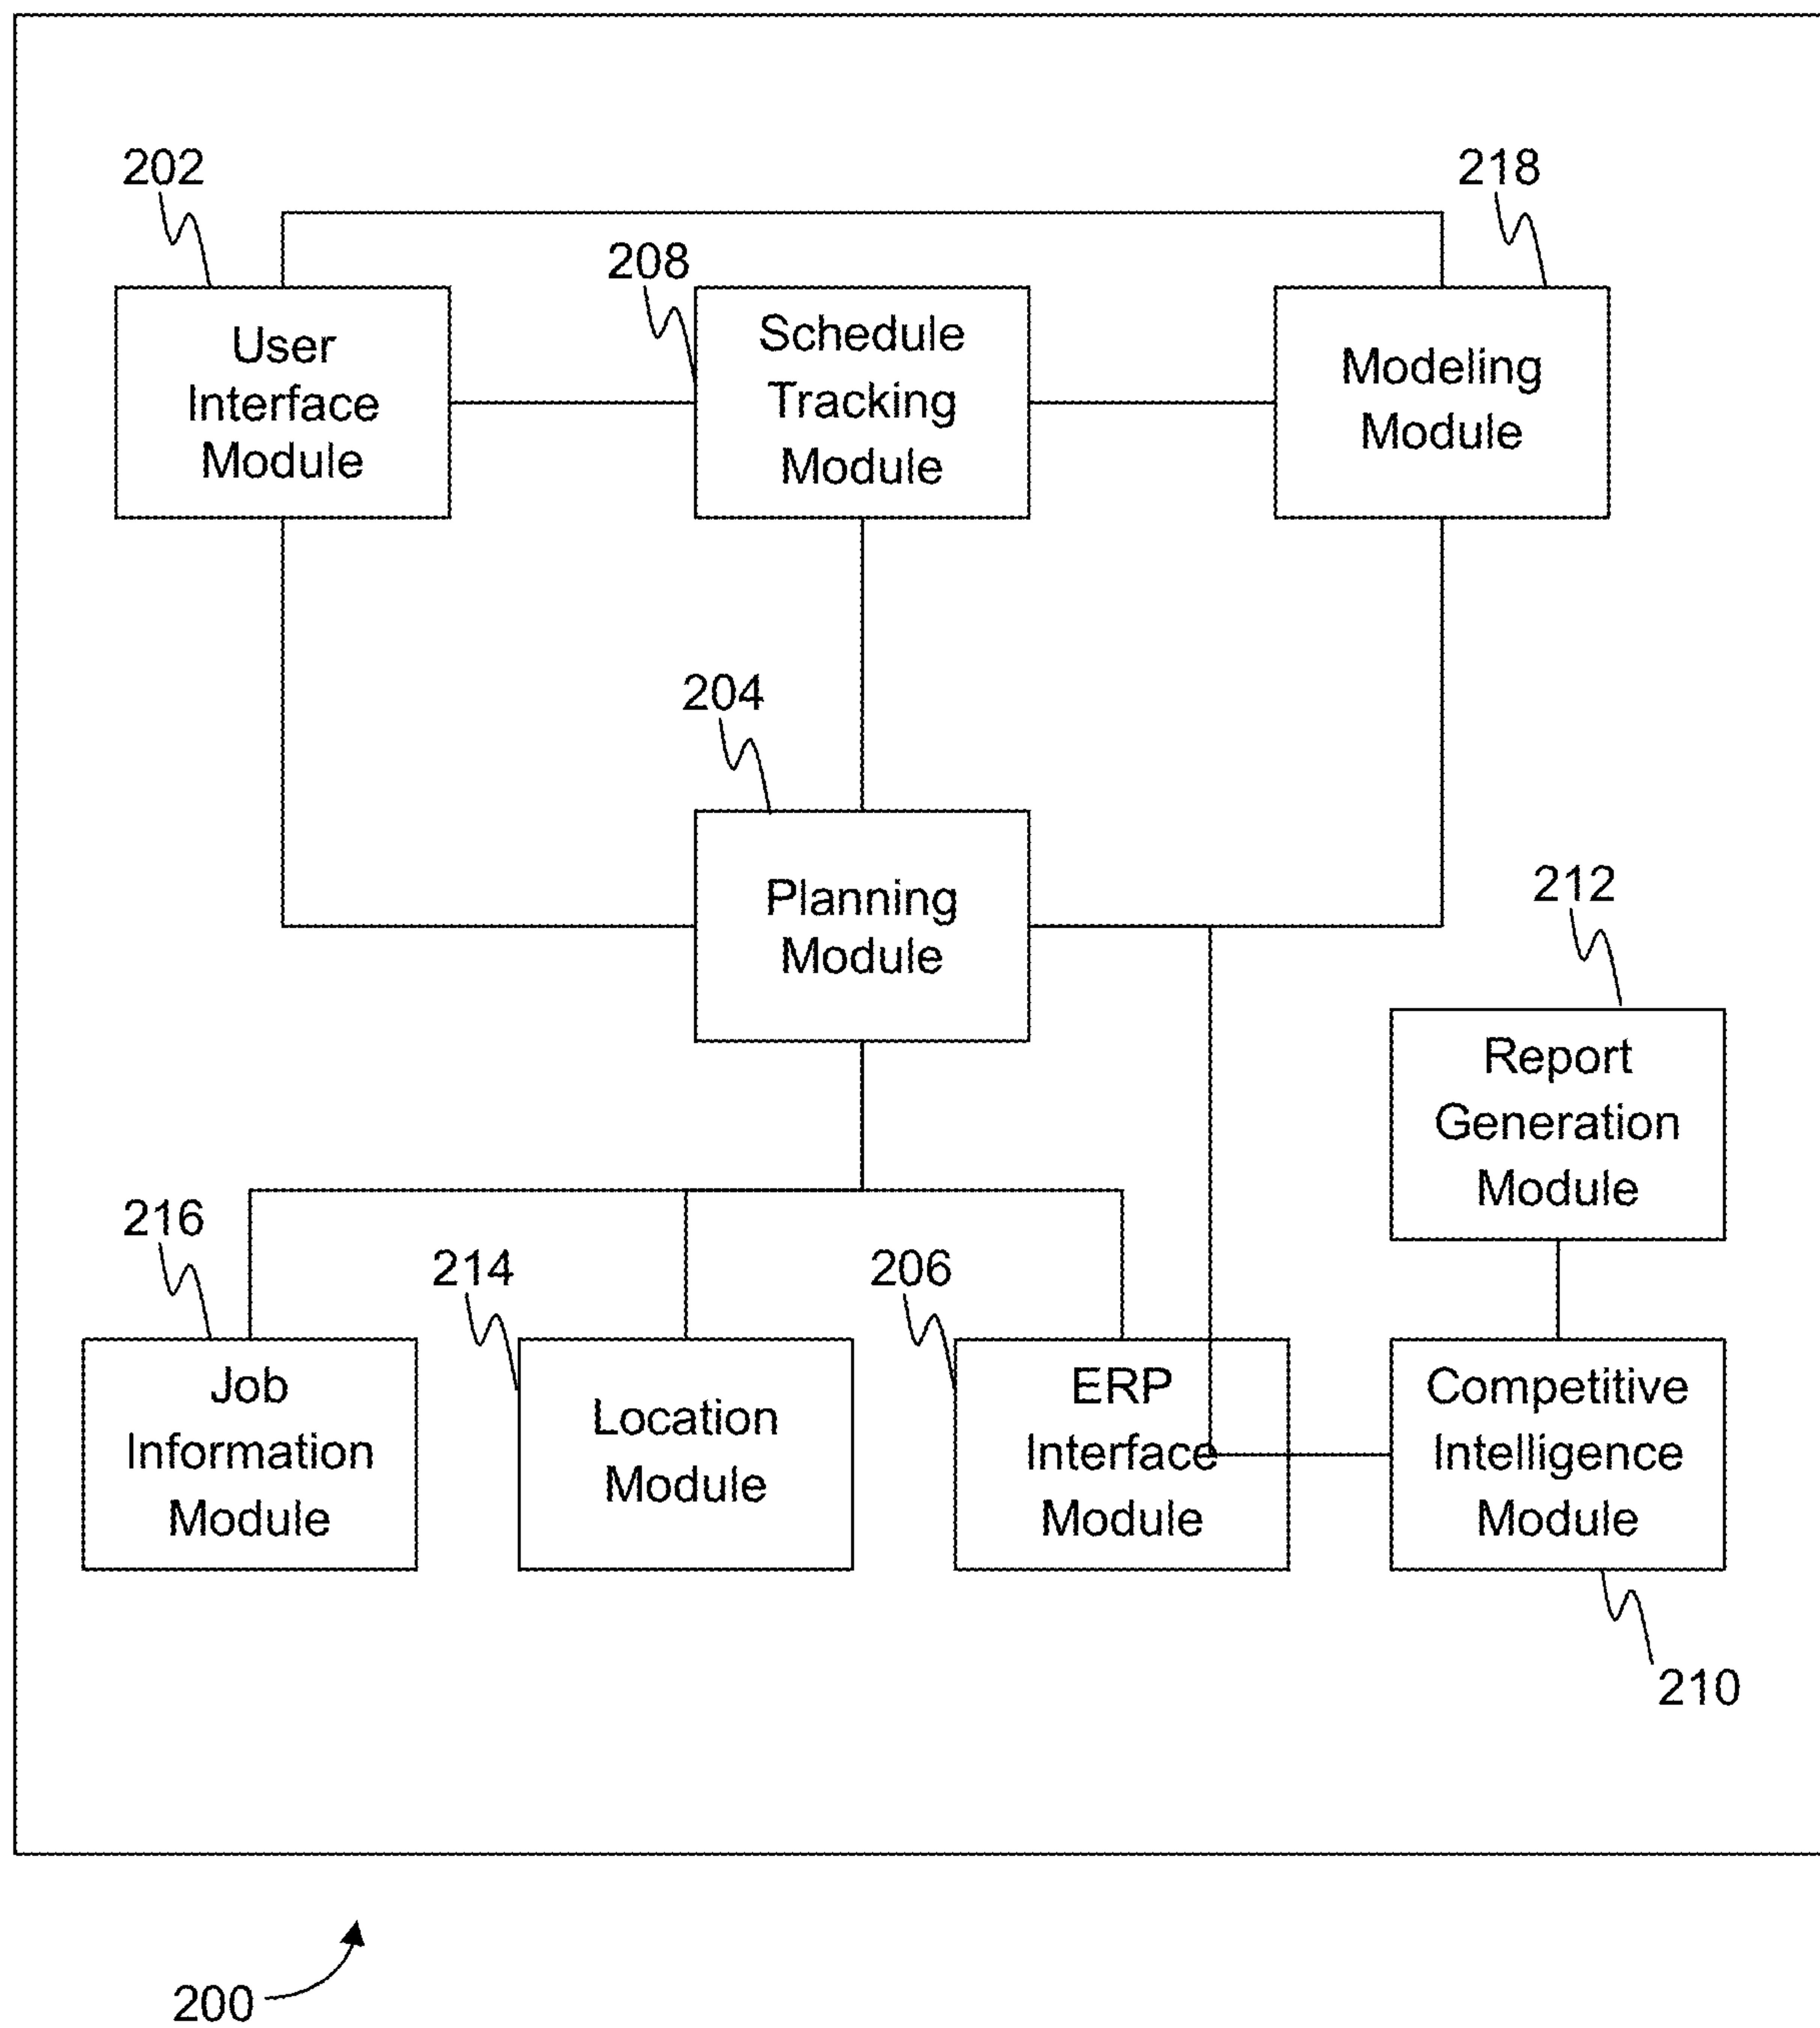 202
218
208
User
Interface
Module
Schedule
Tracking
Module
Modeling
Module
204
Planning
Module
212
Report
Generation
Module
216
214
206
Job
Information
Module
Location
Module
ERP
Interface
Module
Competitive
Intelligence
Module
210
200